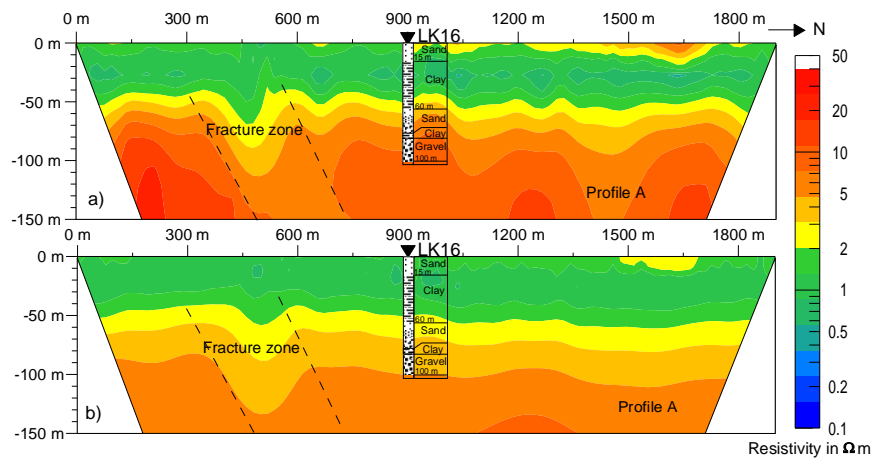 0 m 300 m 600 m 900 m 1200 m 1500 m 1800 m N
LK16
0 m
-50 m
-100 m
-150 m
Sand
15 m
Clay
60 m
Sand
Clay
Gravel
100 m
Fracture zone
Profile A
a)
0 m 300 m 600 m 900 m 1200 m 1500 m 1800 m
LK16
0 m
-50 m
-100 m
-150 m
Sand
15 m
Clay
60 m
Sand
Clay
Gravel
100 m
Fracture zone
Profile A
b)
50
20
10
5
2
1
0.5
0.2
0.1
Resistivity in Ω m